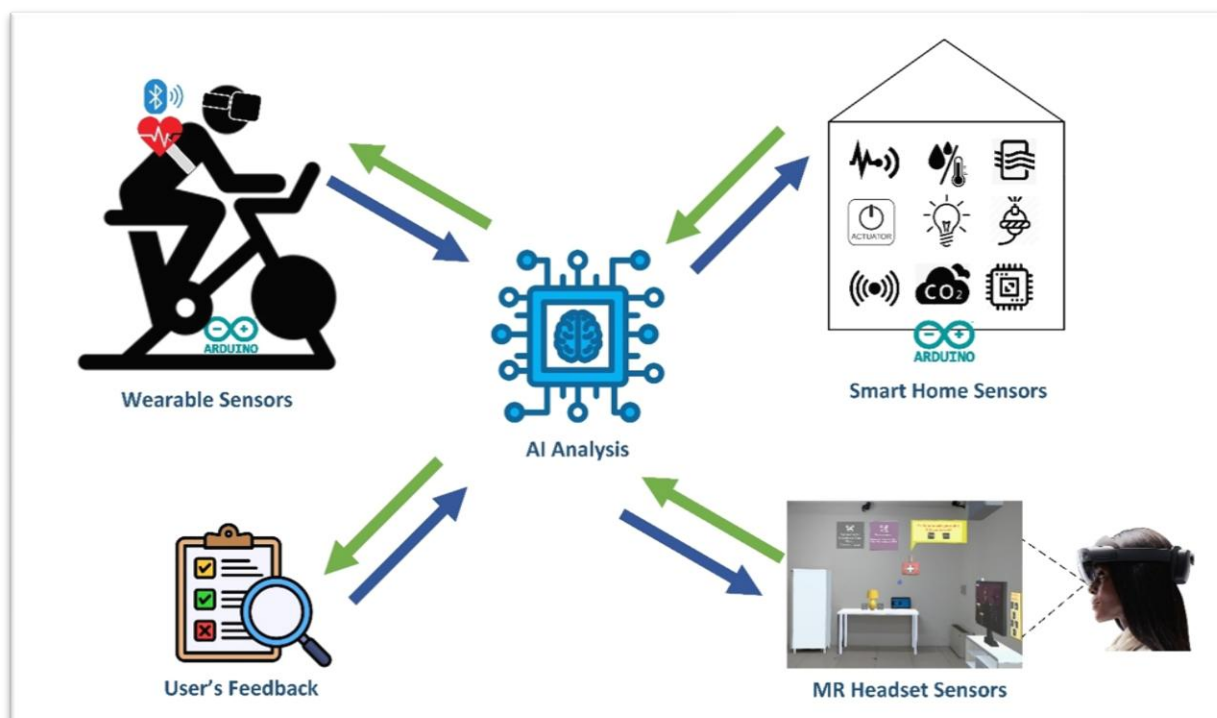 ARDUINO
Wearable Sensors
AI Analysis
ACTUATOR
CO2
ARDUINO
Smart Home Sensors
User's Feedback
MR Headset Sensors